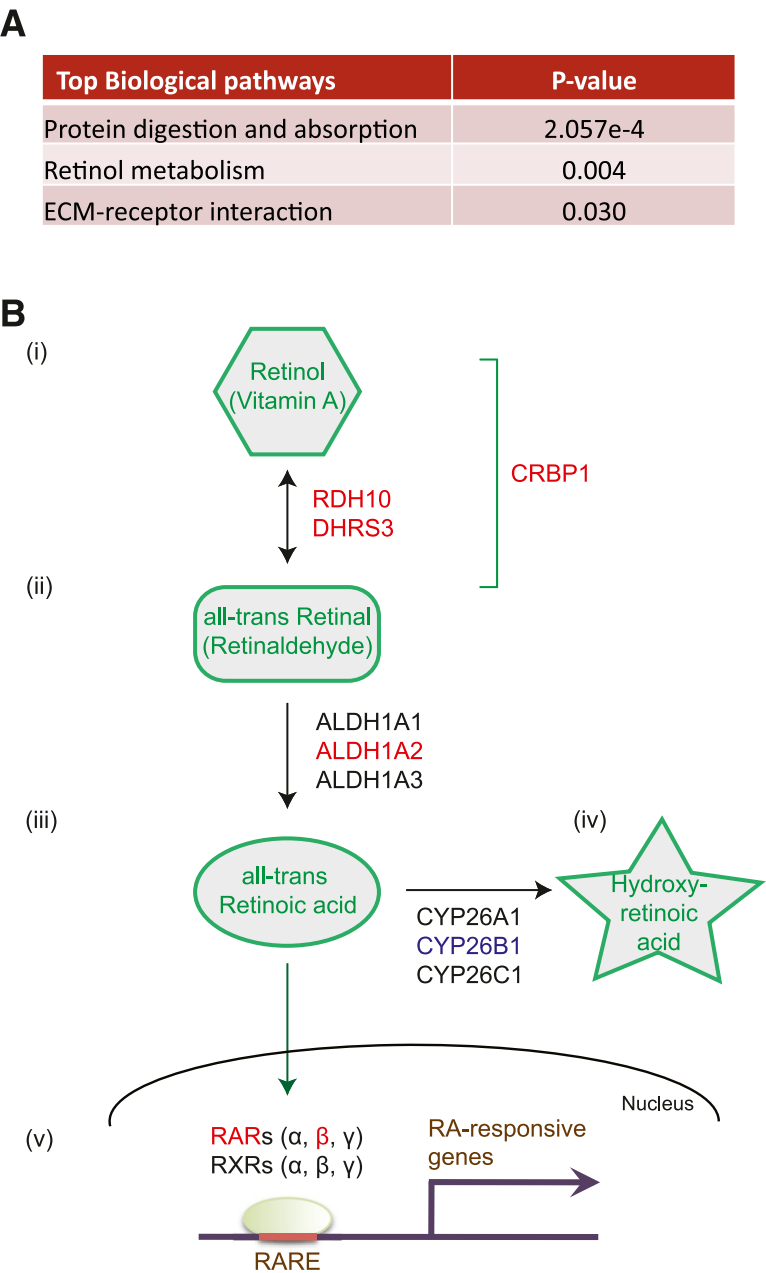 A
Top Biological pathways P-value
Protein digestion and absorption 2.057e-4
Retinol metabolism 0.004
ECM-receptor interaction 0.030
B
(i)
Retinol
(Vitamin A)
CRBP1
RDH10
DHRS3
(ii)
all-trans Retinal
(Retinaldehyde)
ALDH1A1
ALDH1A2
ALDH1A3
(iii)
all-trans
Retinoic acid
(iv)
Hydroxy-
retinoic
acid
CYP26A1
CYP26B1
CYP26C1
Nucleus
(v)
RARs (α, β, γ)
RXRs (α, β, γ)
RA-responsive
genes
RARE